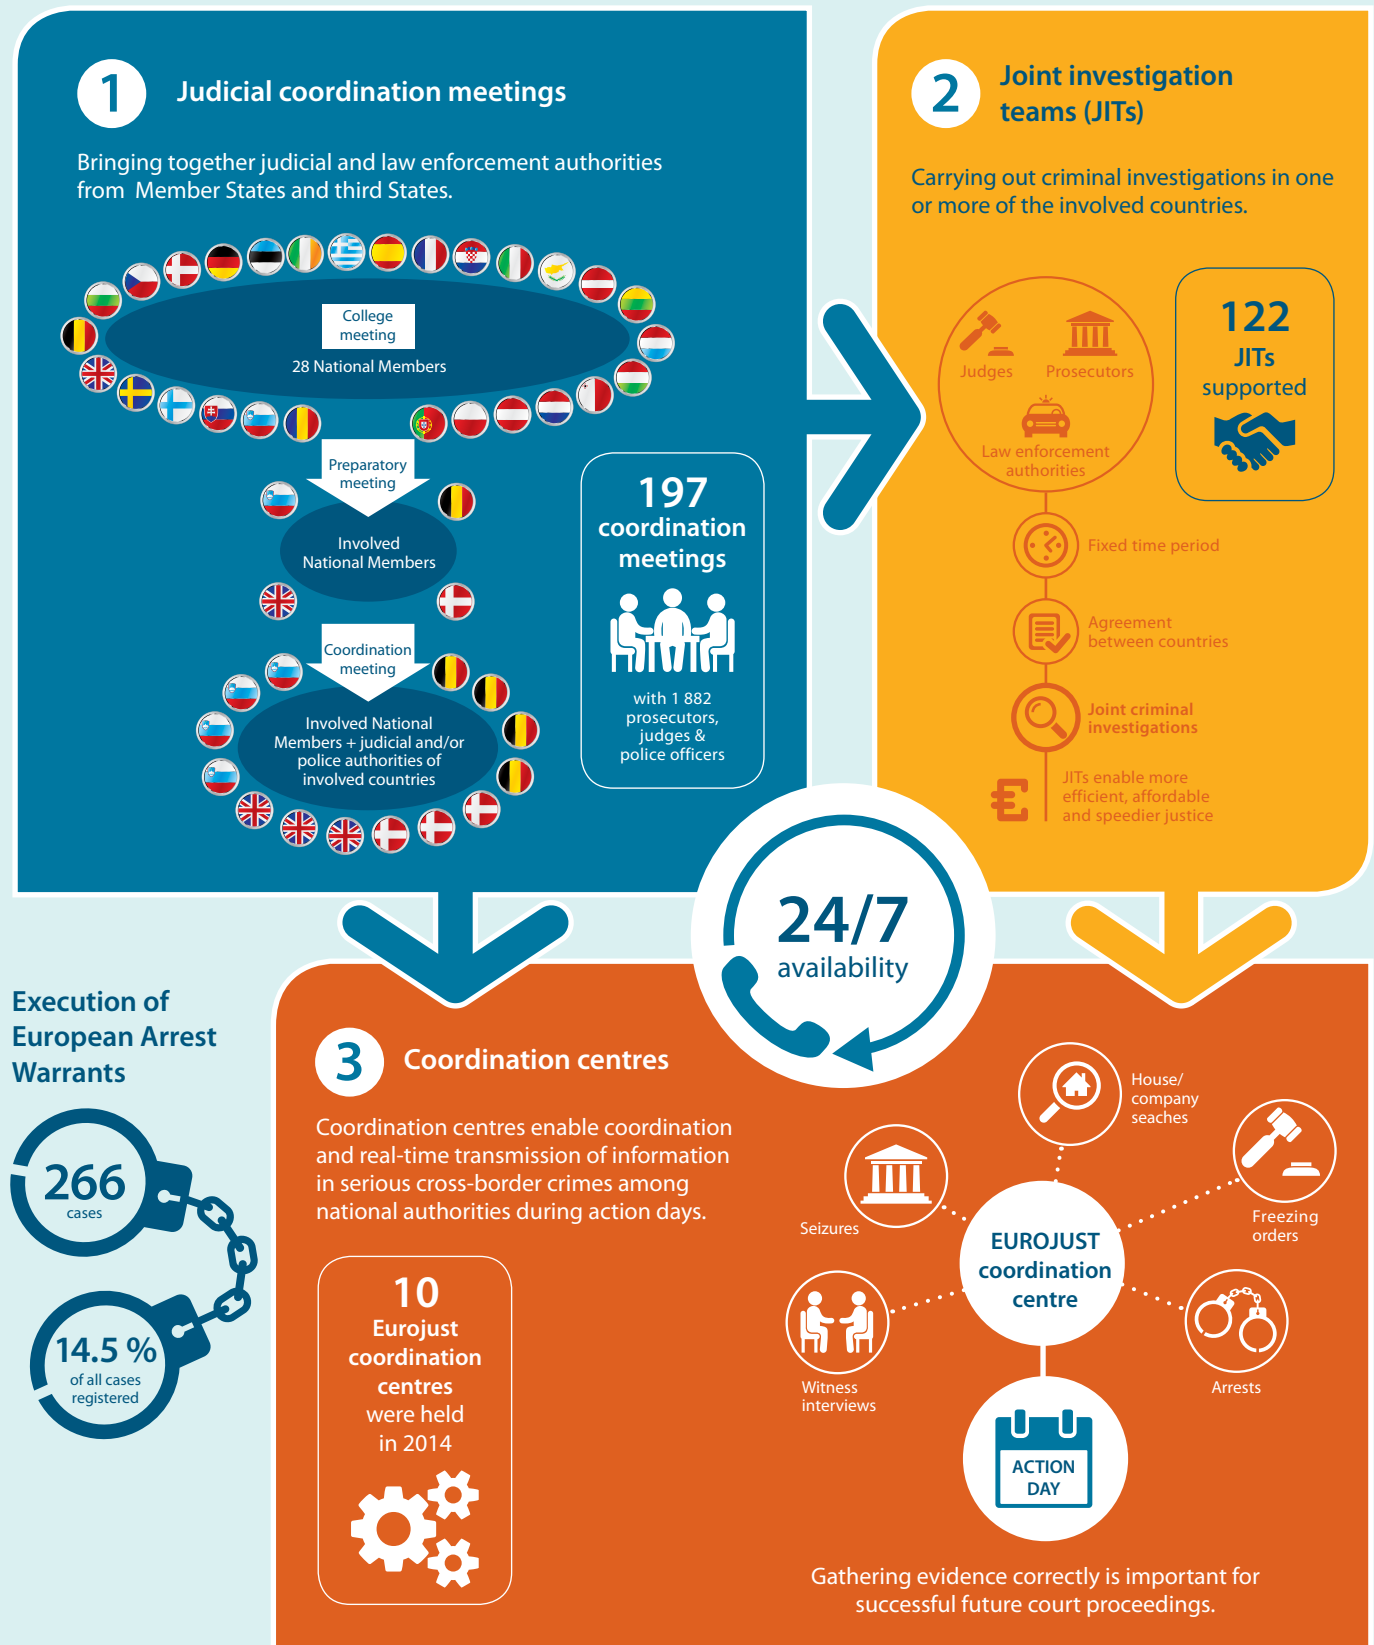 1
Judicial coordination meetings
Bringing together judicial and law enforcement authorities
from Member States and third States.
College
meeting
28 National Members
Preparatory
meeting
Involved
National Members
Coordination
meeting
Involved National
Members + judicial and/or
police authorities of
involved countries
197
coordination
meetings
with 1 882
prosecutors,
judges &
police officers
2
Joint investigation
teams (JITs)
Carrying out criminal investigations in one
or more of the involved countries.
Judges
Prosecutors
Law enforcement
authorities
122
JITs
supported
Fixed time period
Agreement
between countries
Joint criminal
investigations
JITs enable more
efficient, affordable
and speedier justice
24/7
availability
Execution of
European Arrest
Warrants
266
cases
14.5 %
of all cases
registered
3
Coordination centres
Coordination centres enable coordination
and real-time transmission of information
in serious cross-border crimes among
national authorities during action days.
10
Eurojust
coordination
centres
were held
in 2014
House/
company
seaches
Seizures
Freezing
orders
EUROJUST
coordination
centre
Witness
interviews
Arrests
ACTION
DAY
Gathering evidence correctly is important for
successful future court proceedings.